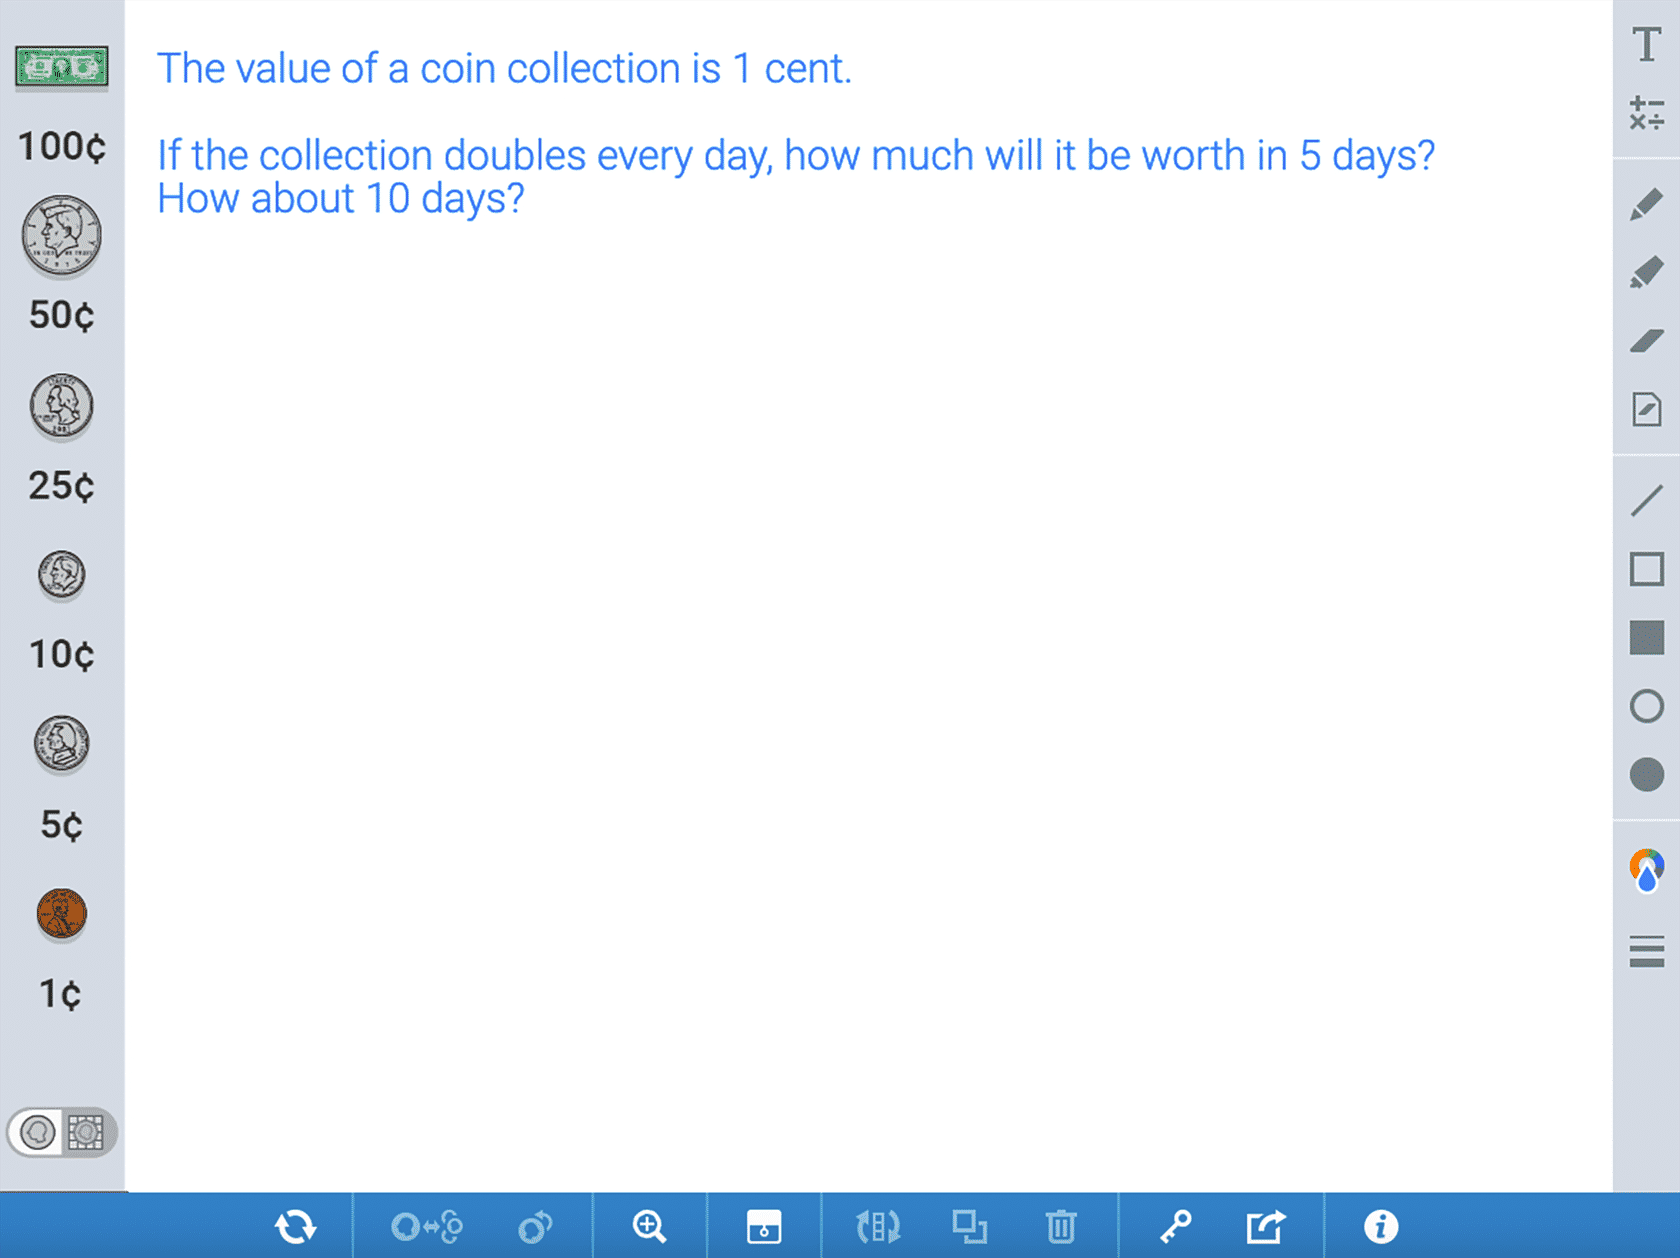 The value of a coin collection is 1 cent.
If the collection doubles every day, how much will it be worth in 5 days?
How about 10 days?
100¢
50¢
25¢
10¢
5¢
1¢